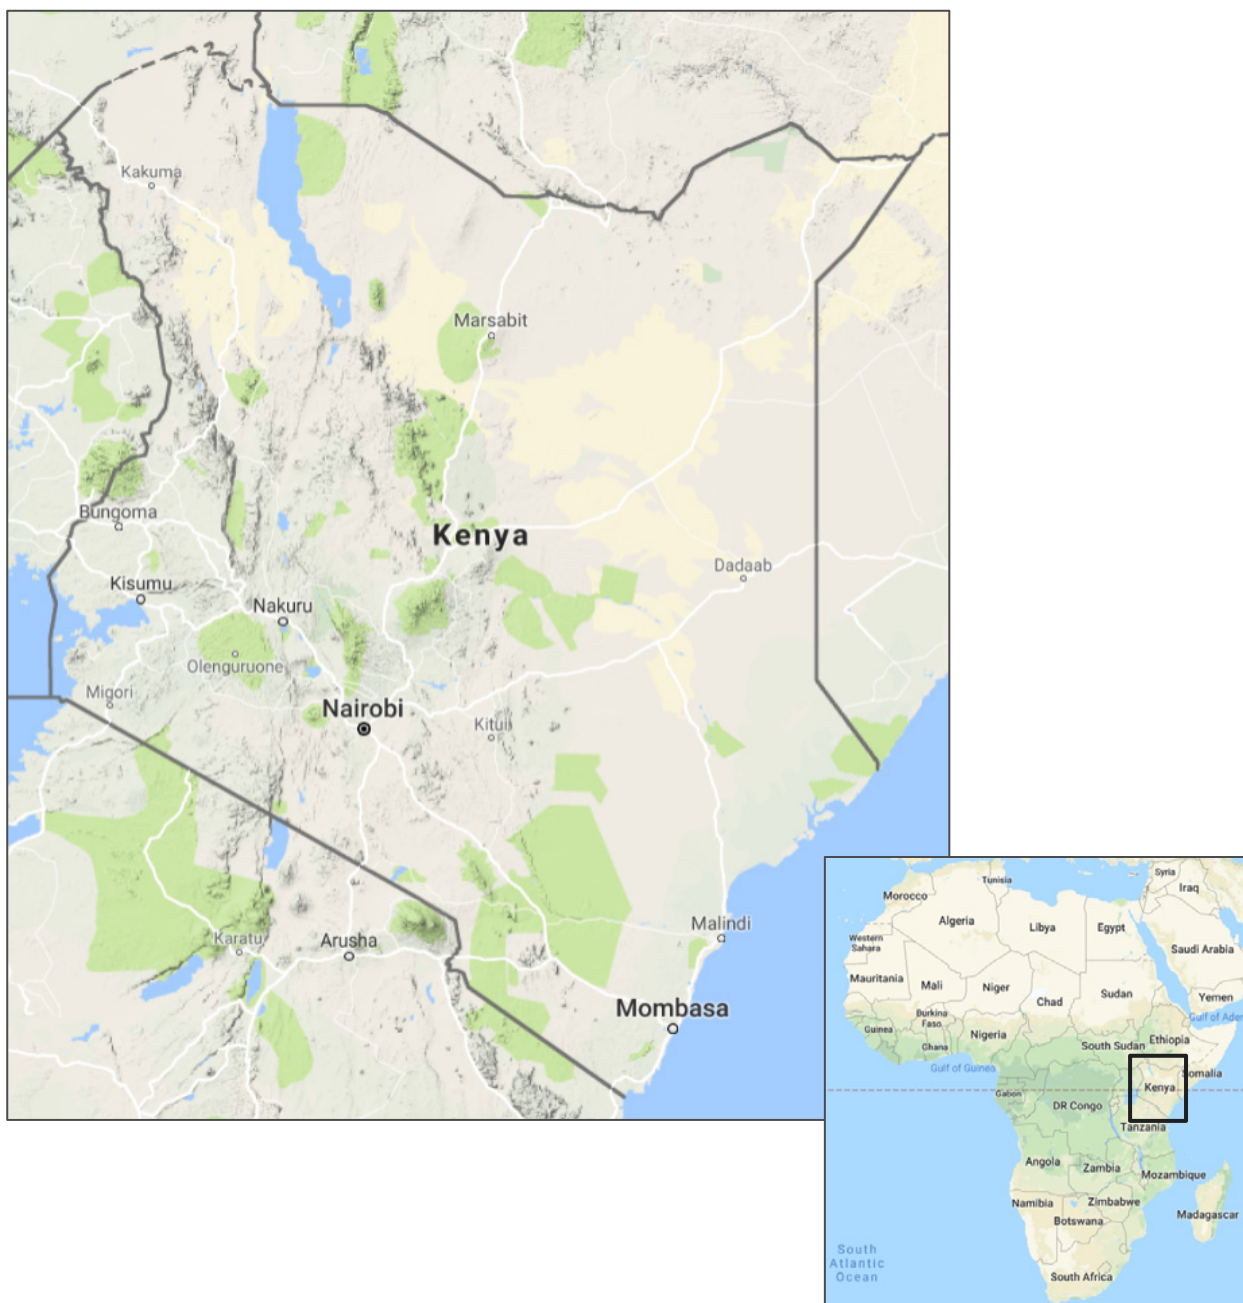 Kakuma
Marsabit
Bungoma
Kenya
Dadaab
Kisumu
Nakuru
Olenguruone
Migori
Nairobi
Kitui
Malindi
Karatu
Arusha
Mombasa
Syria
Tunisia
Iraq
Morocco
Algeria
Libya
Egypt
Western
Sahara
Saudi Arabia
Mauritania
Mali
Niger
Chad
Sudan
Yemen
Burkina
Faso
Gulf of Aden
Guinea
Nigeria
Ghana
South Sudan
Ethiopia
Gulf of Guinea
Somalia
Kenya
Gabon
DR Congo
Tanzania
Angola
Zambia
Mozambique
Namibia
Zimbabwe
Madagascar
Botswana
South
Atlantic
Ocean
South Africa